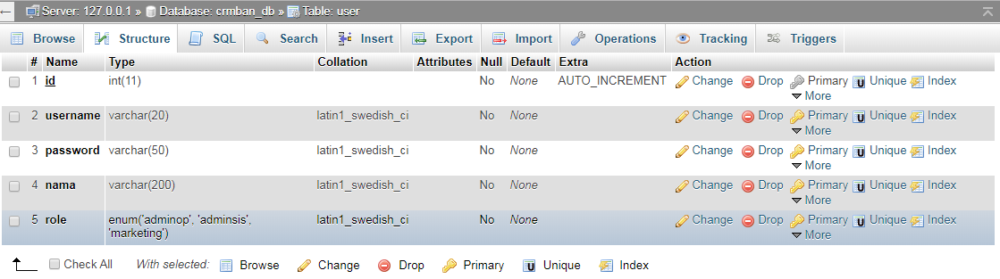 Server: 127.0.0.1 » Database: crmban_db » Table: user
Browse Structure SQL Search Insert Export Import Operations Tracking Triggers
# Name Type Collation Attributes Null Default Extra Action
1 id int(11) No None AUTO_INCREMENT Change Drop Primary Unique Index
More
2 username varchar(20) latin1_swedish_ci No None Change Drop Primary Unique Index
More
3 password varchar(50) latin1_swedish_ci No None Change Drop Primary Unique Index
More
4 nama varchar(200) latin1_swedish_ci No None Change Drop Primary Unique Index
More
5 role enum('adminop', 'adminsis', latin1_swedish_ci No None Change Drop Primary Unique Index
'marketing') More
Check All With selected: Browse Change Drop Primary Unique Index